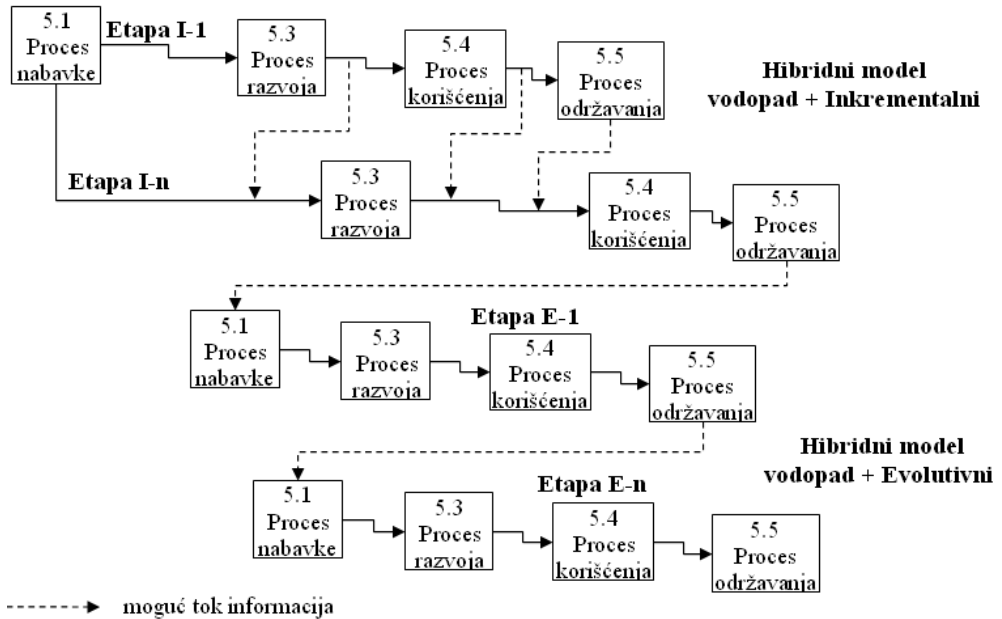 5.1
Proces
nabavke
Etapa I-1
5.3
Proces
razvoja
5.4
Proces
korišćenja
5.5
Proces
održavanja
Hibridni model
vodopad + Inkrementalni
Etapa I-n
5.3
Proces
razvoja
5.4
Proces
korišćenja
5.5
Proces
održavanja
5.1
Proces
nabavke
5.3
Proces
razvoja
Etapa E-1
5.4
Proces
korišćenja
5.5
Proces
održavanja
Hibridni model
vodopad + Evolutivni
5.1
Proces
nabavke
5.3
Proces
razvoja
Etapa E-n
5.4
Proces
korišćenja
5.5
Proces
održavanja
moguć tok informacija